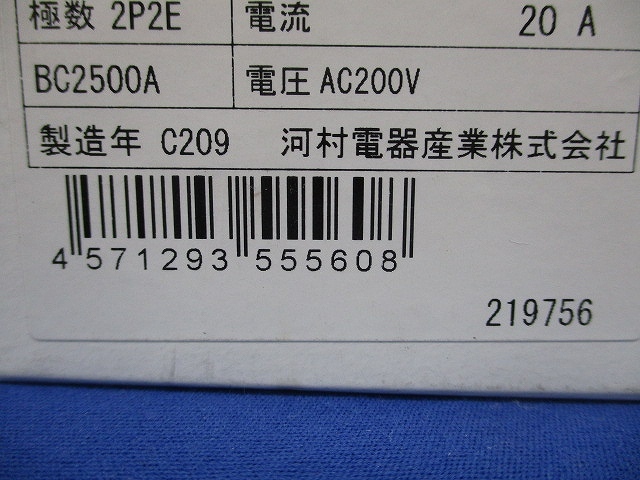 極数 2P2E 電流 20 A
BC2500A 電圧 AC200V
製造年 C209 河村電器産業株式会社
4 571293 555608
219756